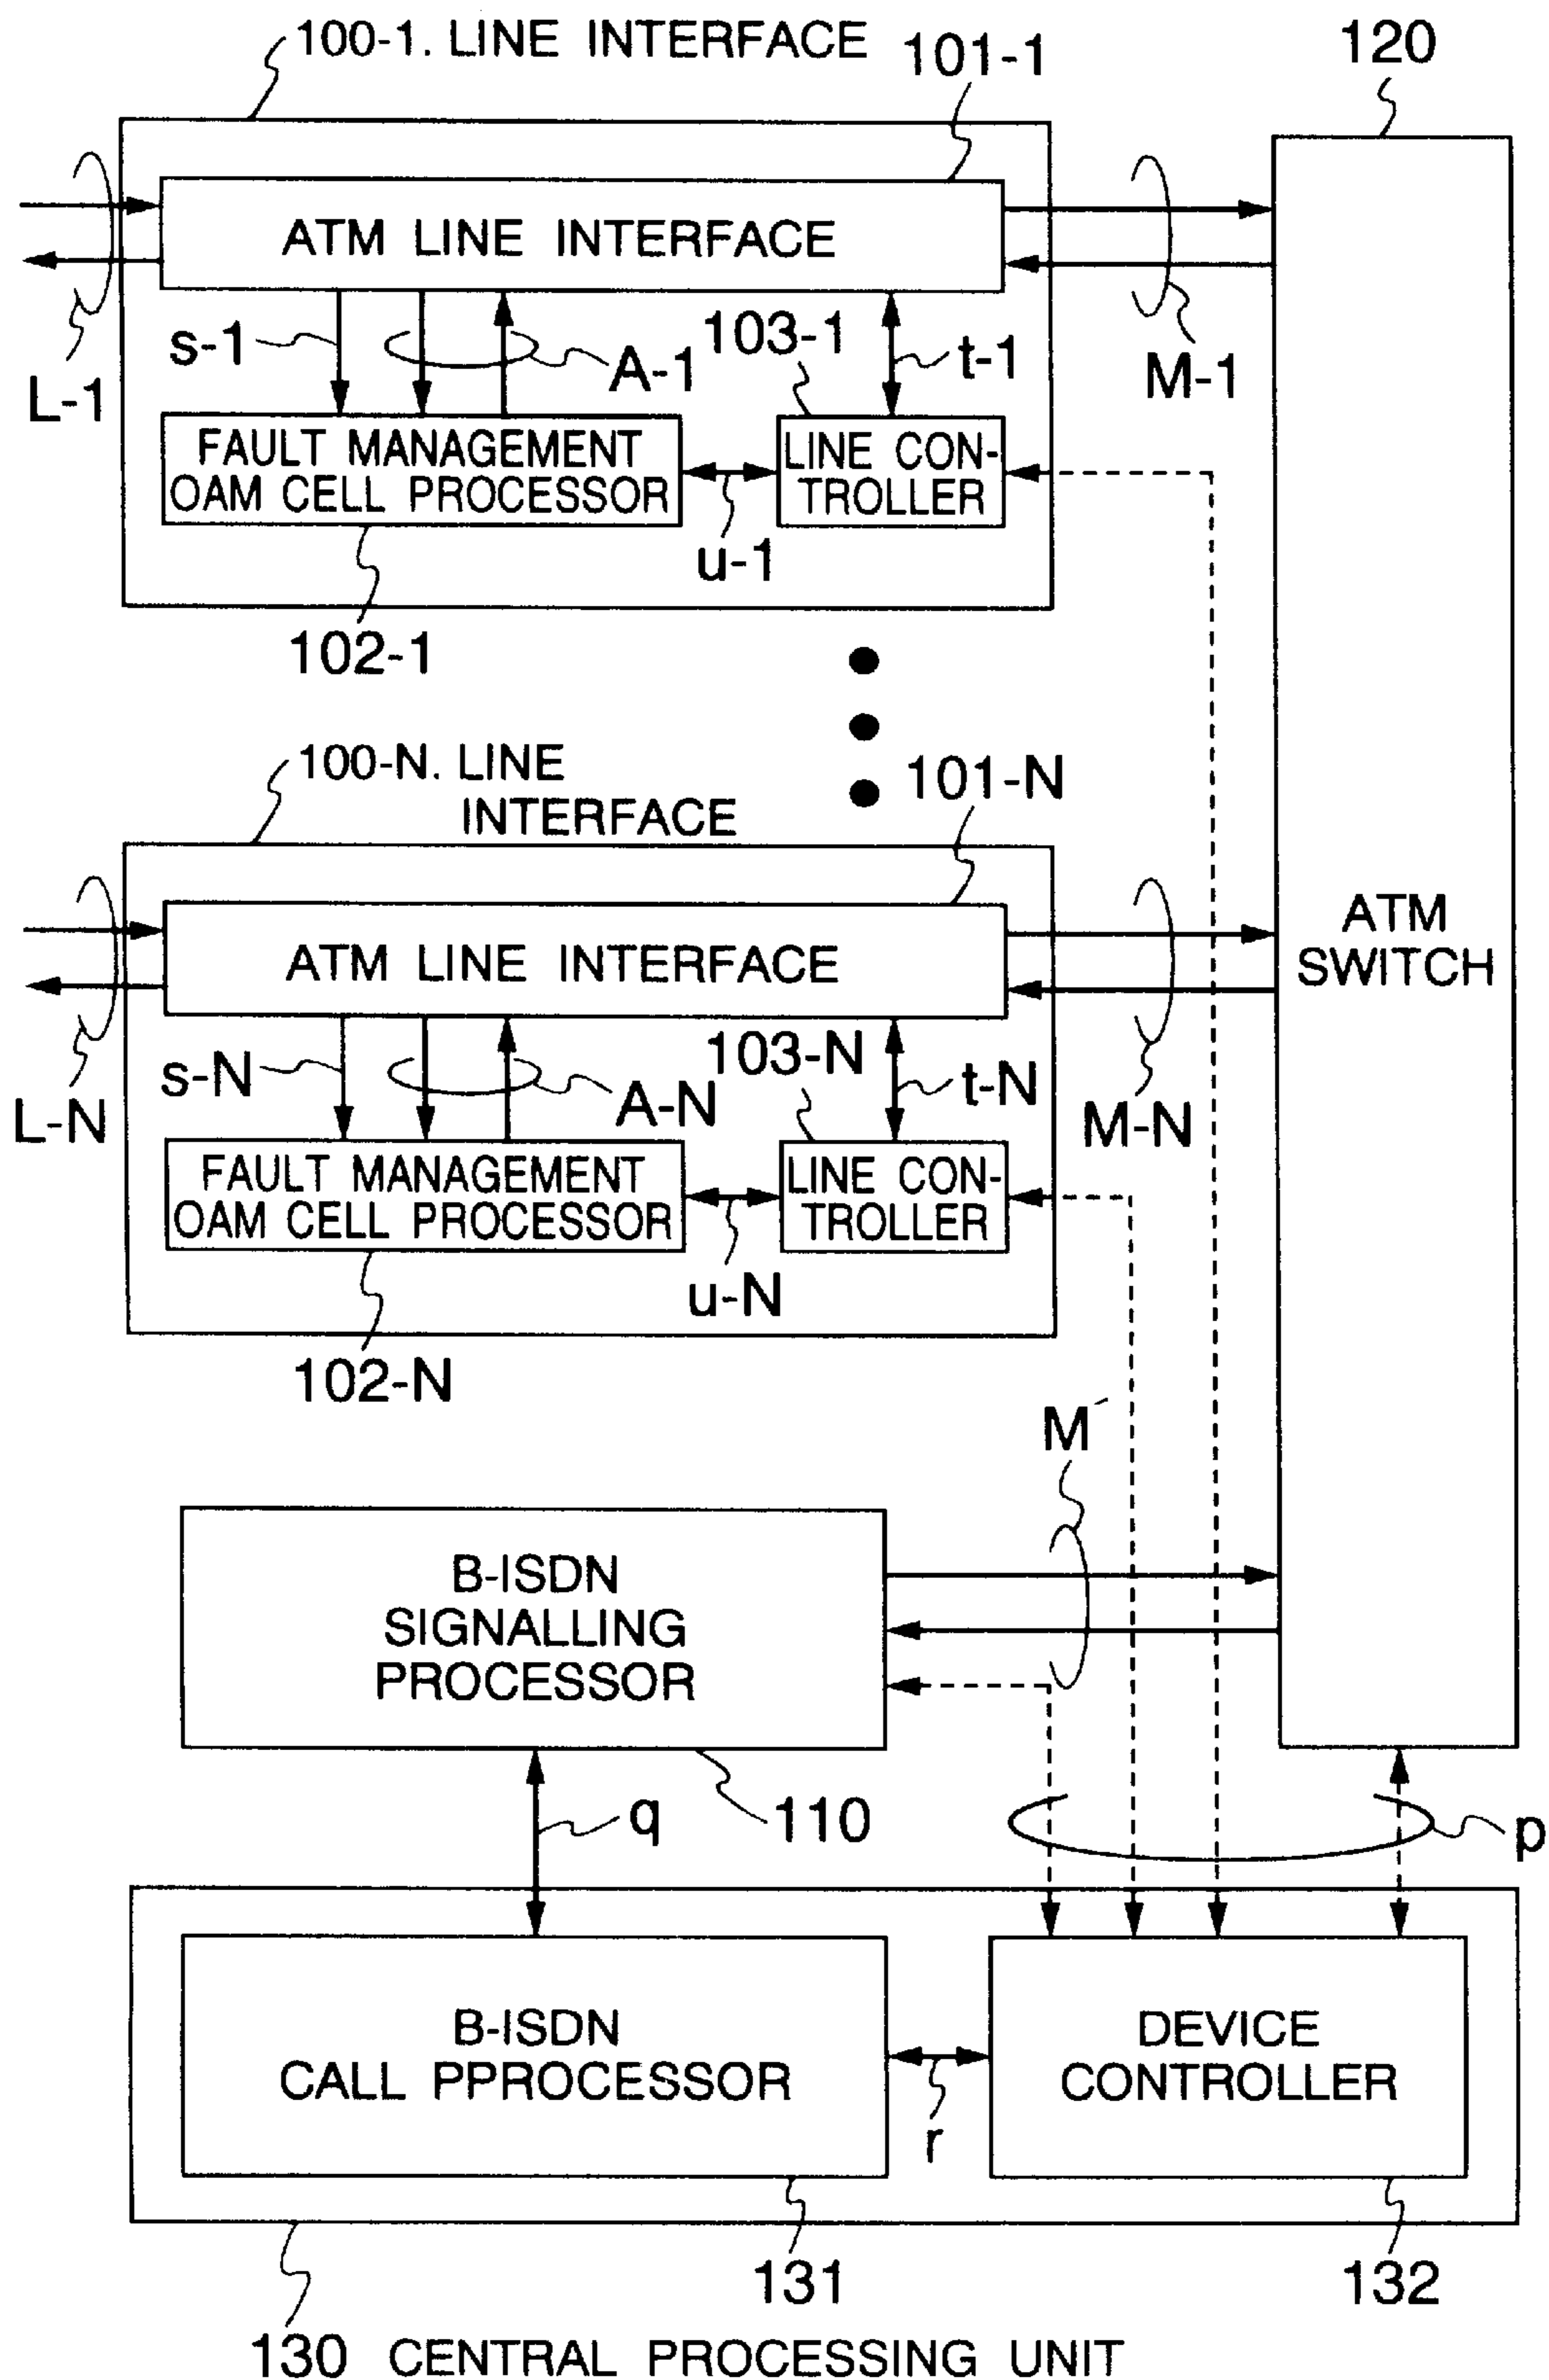 100-1. LINE INTERFACE
101-1
120
ATM LINE INTERFACE
s-1
A-1
103-1
t-1
M-1
L-1
FAULT MANAGEMENT
OAM CELL PROCESSOR
LINE CON-
TROLLER
u-1
102-1
100-N. LINE
INTERFACE
101-N
ATM
SWITCH
ATM LINE INTERFACE
s-N
A-N
103-N
t-N
M-N
L-N
FAULT MANAGEMENT
OAM CELL PROCESSOR
LINE CON-
TROLLER
u-N
102-N
M´
B-ISDN
SIGNALLING
PROCESSOR
q
110
p
B-ISDN
CALL PPROCESSOR
r
DEVICE
CONTROLLER
131
132
130 CENTRAL PROCESSING UNIT